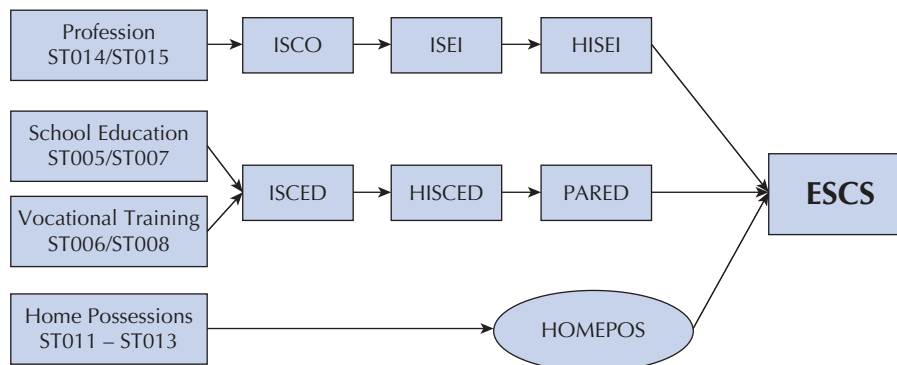 Profession
ST014/ST015
ISCO
ISEI
HISEI
School Education
ST005/ST007
Vocational Training
ST006/ST008
ISCED
HISCED
PARED
ESCS
Home Possessions
ST011 – ST013
HOMEPOS